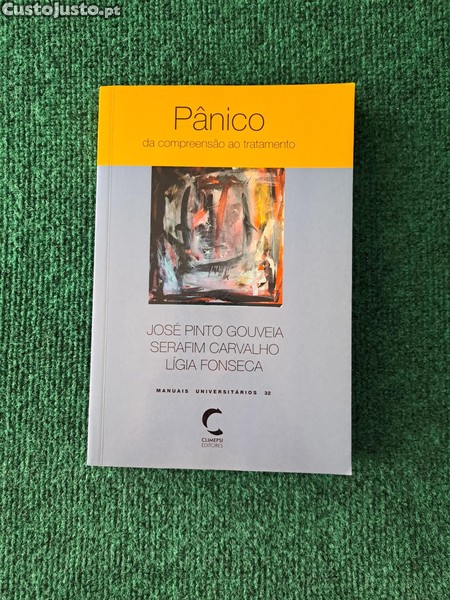 CustoJusto.pt
Pânico
da compreensão ao tratamento
JOSÉ PINTO GOUVEIA
SERAFIM CARVALHO
LÍGIA FONSECA
MANUAIS UNIVERSITÁRIOS 32
CLIMEPSI
EDITORES